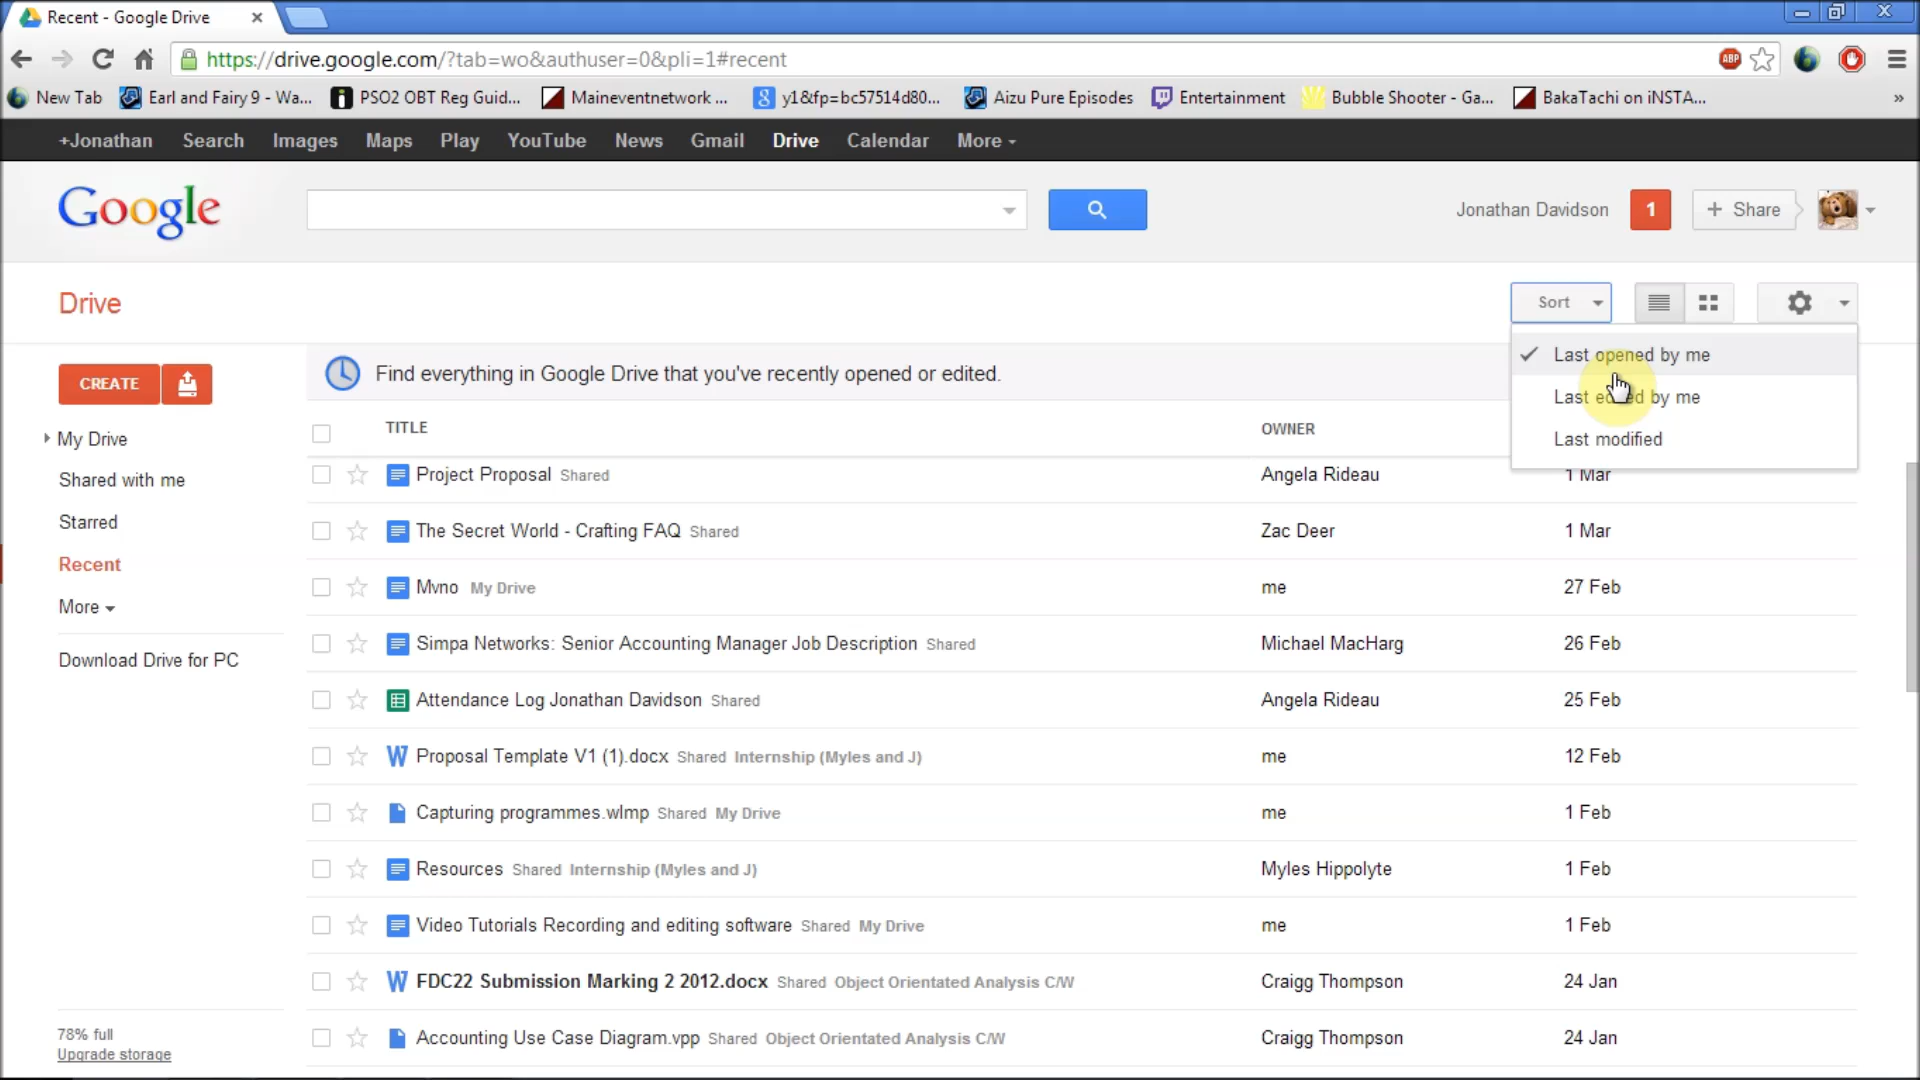 Recent - Google Drive
https://drive.google.com/?tab=wo&authuser=0&pli=1#recent
ABP
New Tab Earl and Fairy 9 - Wa... PSO2 OBT Reg Guid... Maineventnetwork ... y1&fp=bc57514d80... Aizu Pure Episodes Entertainment Bubble Shooter - Ga... BakaTachi on iNSTA... »
+Jonathan Search Images Maps Play YouTube News Gmail Drive Calendar More
Google
Jonathan Davidson 1 + Share
Drive
Sort
Last opened by me
Last edited by me
Last modified
CREATE
My Drive
Shared with me
Starred
Recent
More
Download Drive for PC
78% full
Upgrade storage
Find everything in Google Drive that you've recently opened or edited.
TITLE OWNER
Project Proposal Shared Angela Rideau 1 Mar
The Secret World - Crafting FAQ Shared Zac Deer 1 Mar
Mvno My Drive me 27 Feb
Simpa Networks: Senior Accounting Manager Job Description Shared Michael MacHarg 26 Feb
Attendance Log Jonathan Davidson Shared Angela Rideau 25 Feb
W Proposal Template V1 (1).docx Shared Internship (Myles and J) me 12 Feb
Capturing programmes.wlmp Shared My Drive me 1 Feb
Resources Shared Internship (Myles and J) Myles Hippolyte 1 Feb
Video Tutorials Recording and editing software Shared My Drive me 1 Feb
W FDC22 Submission Marking 2 2012.docx Shared Object Orientated Analysis C/W Craigg Thompson 24 Jan
Accounting Use Case Diagram.vpp Shared Object Orientated Analysis C/W Craigg Thompson 24 Jan